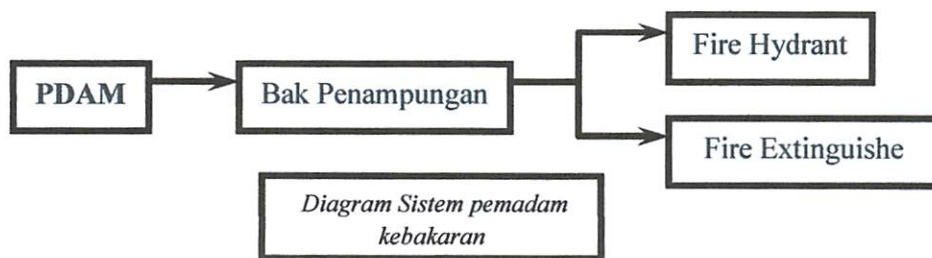 PDAM
Bak Penampungan
Fire Hydrant
Fire Extinguishe
Diagram Sistem pemadam
kebakaran